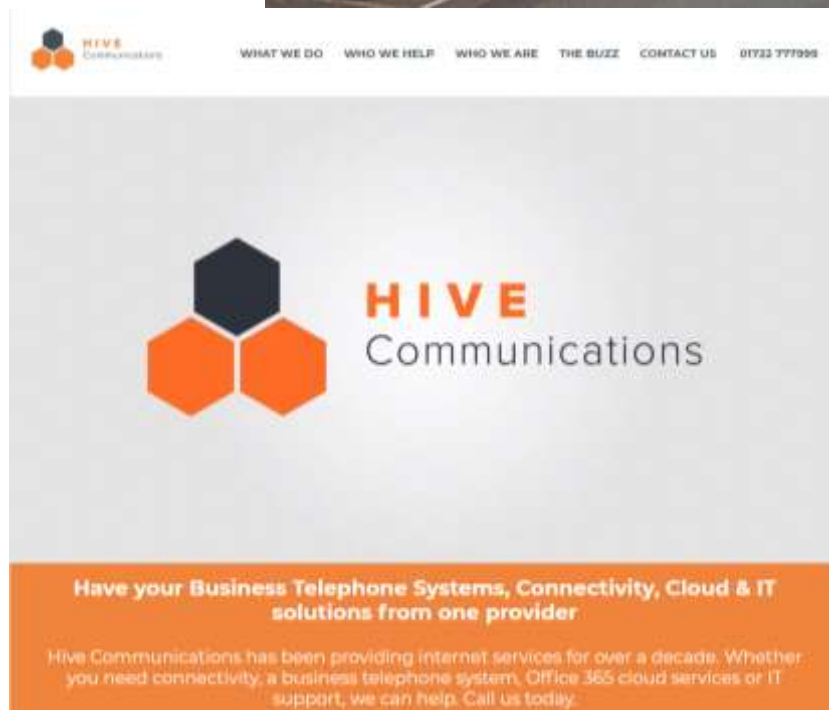 HIVE
Communications
WHAT WE DO WHO WE HELP WHO WE ARE THE BUZZ CONTACT US 01722 777999
HIVE
Communications
Have your Business Telephone Systems, Connectivity, Cloud & IT
solutions from one provider
Hive Communications has been providing internet services for over a decade. Whether
you need connectivity, a business telephone system, Office 365 cloud services or IT
support, we can help. Call us today.